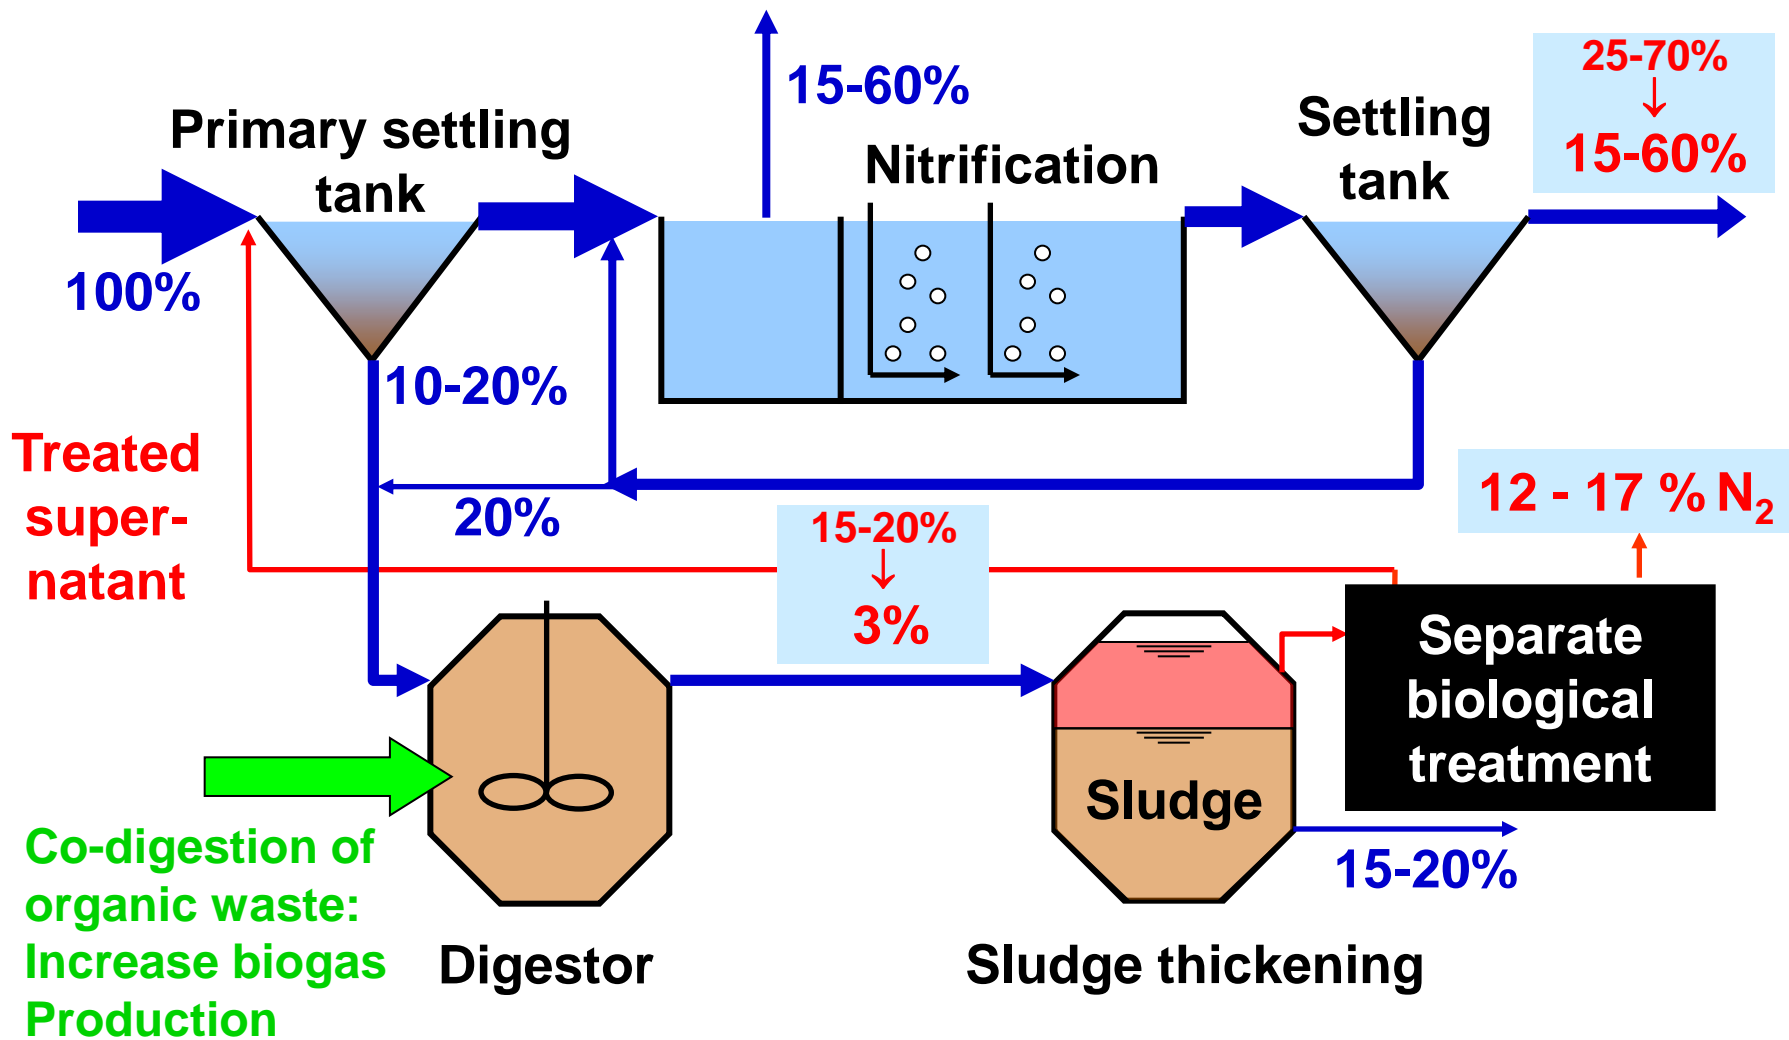 15-60%
25-70%
↓
15-60%
Primary settling
tank
Nitrification
Settling
tank
100%
10-20%
Treated
super-
natant
20%
15-20%
↓
3%
12 - 17 % N₂
Separate
biological
treatment
Sludge
15-20%
Co-digestion of
organic waste:
Increase biogas
Production
Digestor
Sludge thickening